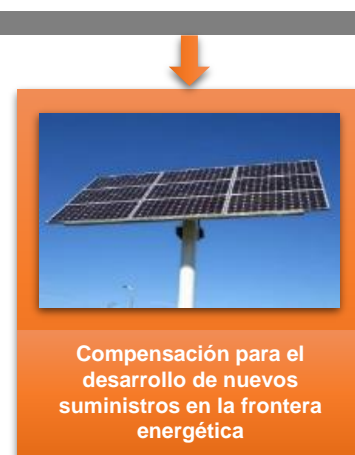 Compensación para el
desarrollo de nuevos
suministros en la frontera
energética